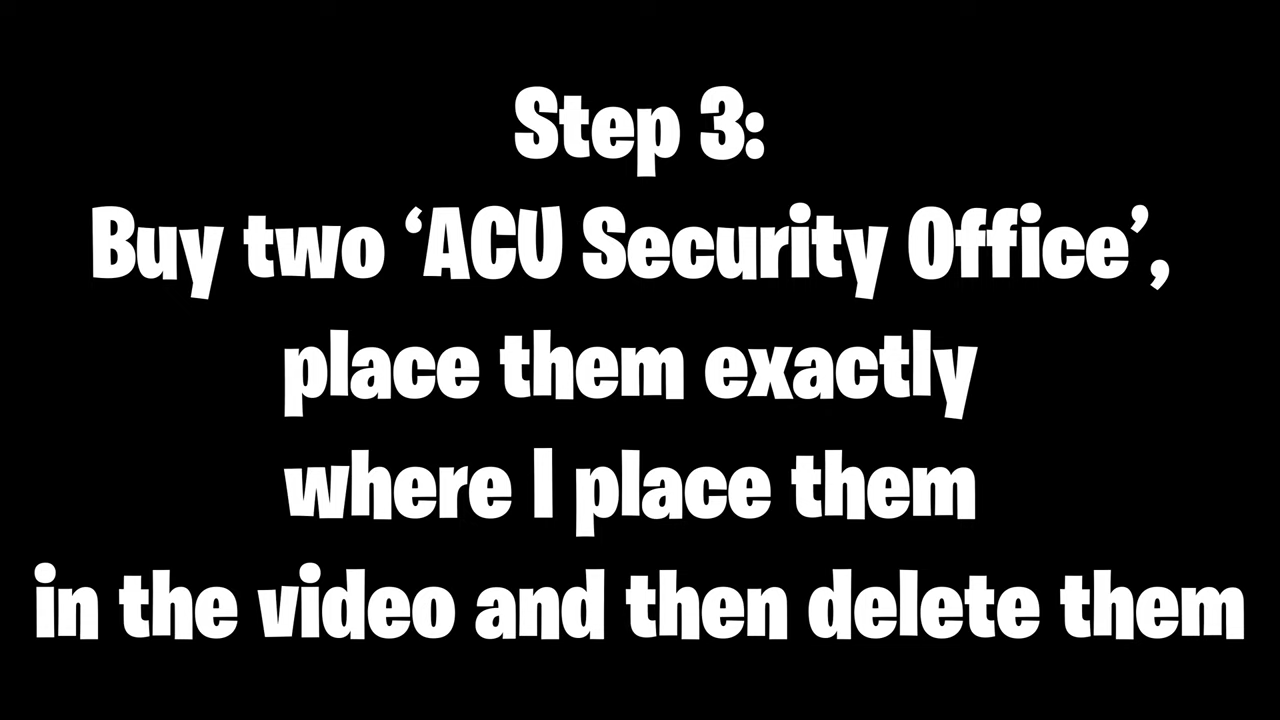 Step 3:
Buy two ‘ACU Security Office’,
place them exactly
where I place them
in the video and then delete them